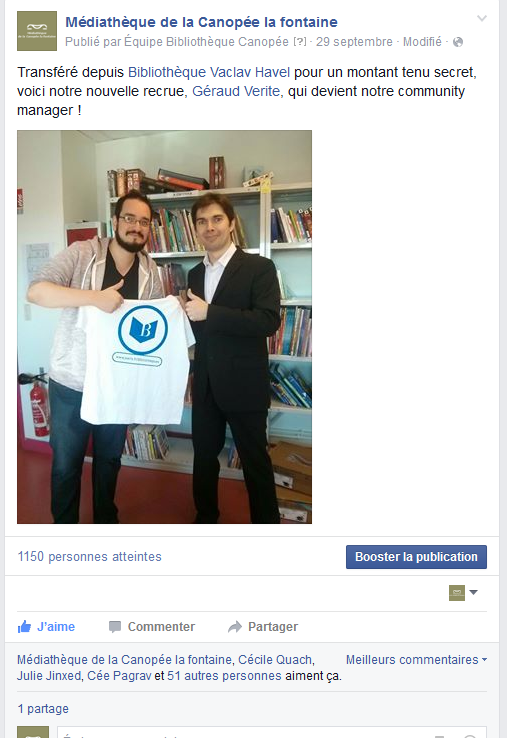 Médiathèque de la Canopée la fontaine
Publié par Équipe Bibliothèque Canopée [?] · 29 septembre · Modifié ·
Transféré depuis Bibliothèque Vaclav Havel pour un montant tenu secret,
voici notre nouvelle recrue, Géraud Verite, qui devient notre community
manager !
B
1150 personnes atteintes
Booster la publication
J'aime
Commenter
Partager
Médiathèque de la Canopée la fontaine, Cécile Quach,
Julie Jinxed, Cée Pagrav et 51 autres personnes aiment ça.
Meilleurs commentaires
1 partage